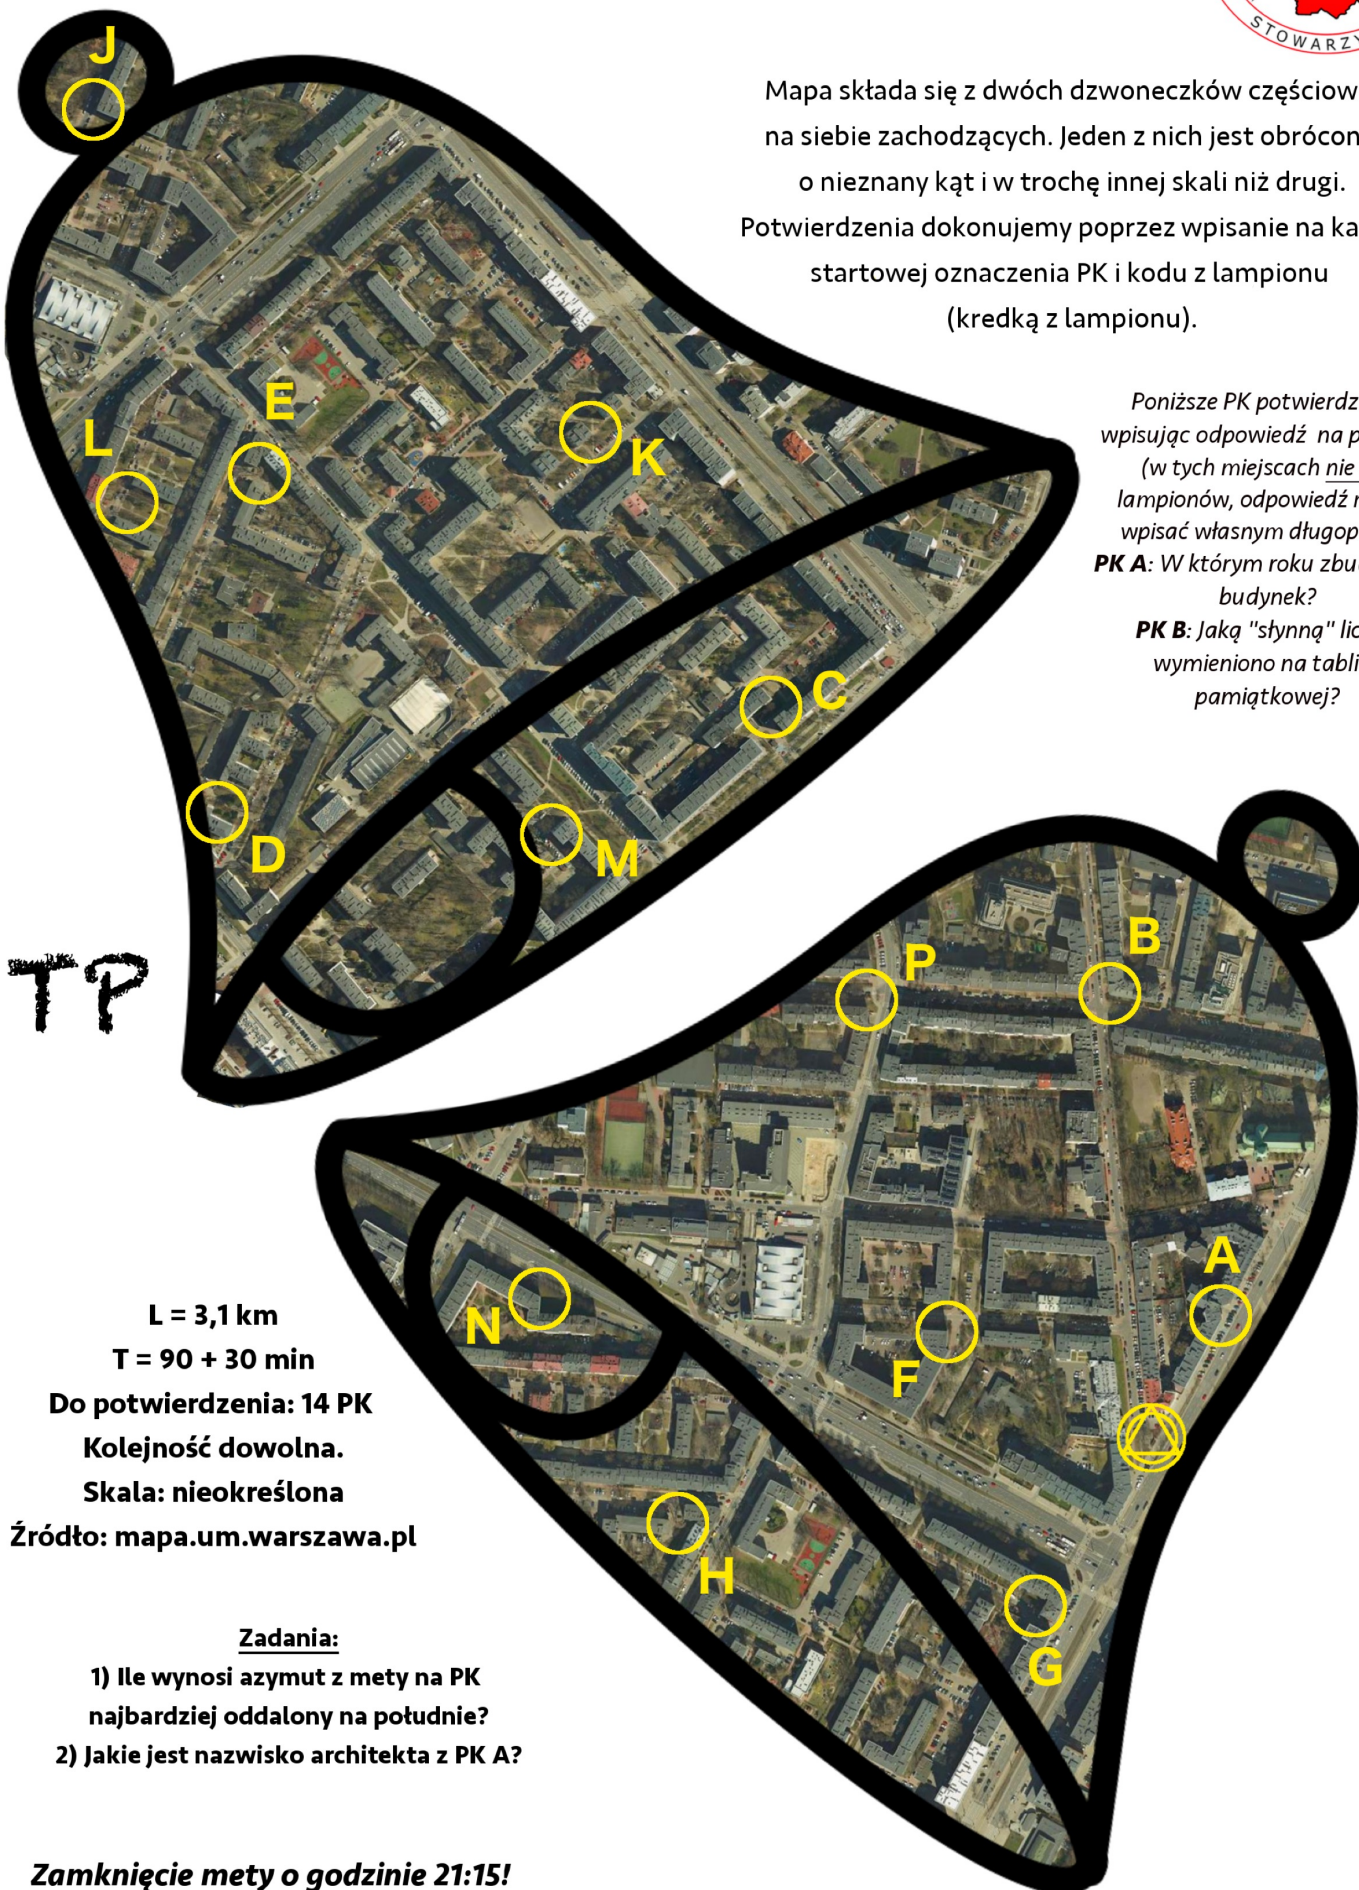 STOWARZY
Mapa składa się z dwóch dzwoneczków częściow
na siebie zachodzących. Jeden z nich jest obrócon
o nieznany kąt i w trochę innej skali niż drugi.
Potwierdzenia dokonujemy poprzez wpisanie na ka
startowej oznaczenia PK i kodu z lampionu
(kredką z lampionu).
Poniższe PK potwierdz
wpisując odpowiedź na p
(w tych miejscach nie
lampionów, odpowiedź
wpisać własnym długop
PK A: W którym roku zbu
budynek?
PK B: Jaką "słynną" lic
wymieniono na tabli
pamiątkowej?
J
E
L
K
C
D
M
TP
P
B
A
N
F
H
G
L = 3,1 km
T = 90 + 30 min
Do potwierdzenia: 14 PK
Kolejność dowolna.
Skala: nieokreślona
Źródło: mapa.um.warszawa.pl
Zadania:
1) Ile wynosi azymut z mety na PK
najbardziej oddalony na południe?
2) Jakie jest nazwisko architekta z PK A?
Zamknięcie mety o godzinie 21:15!